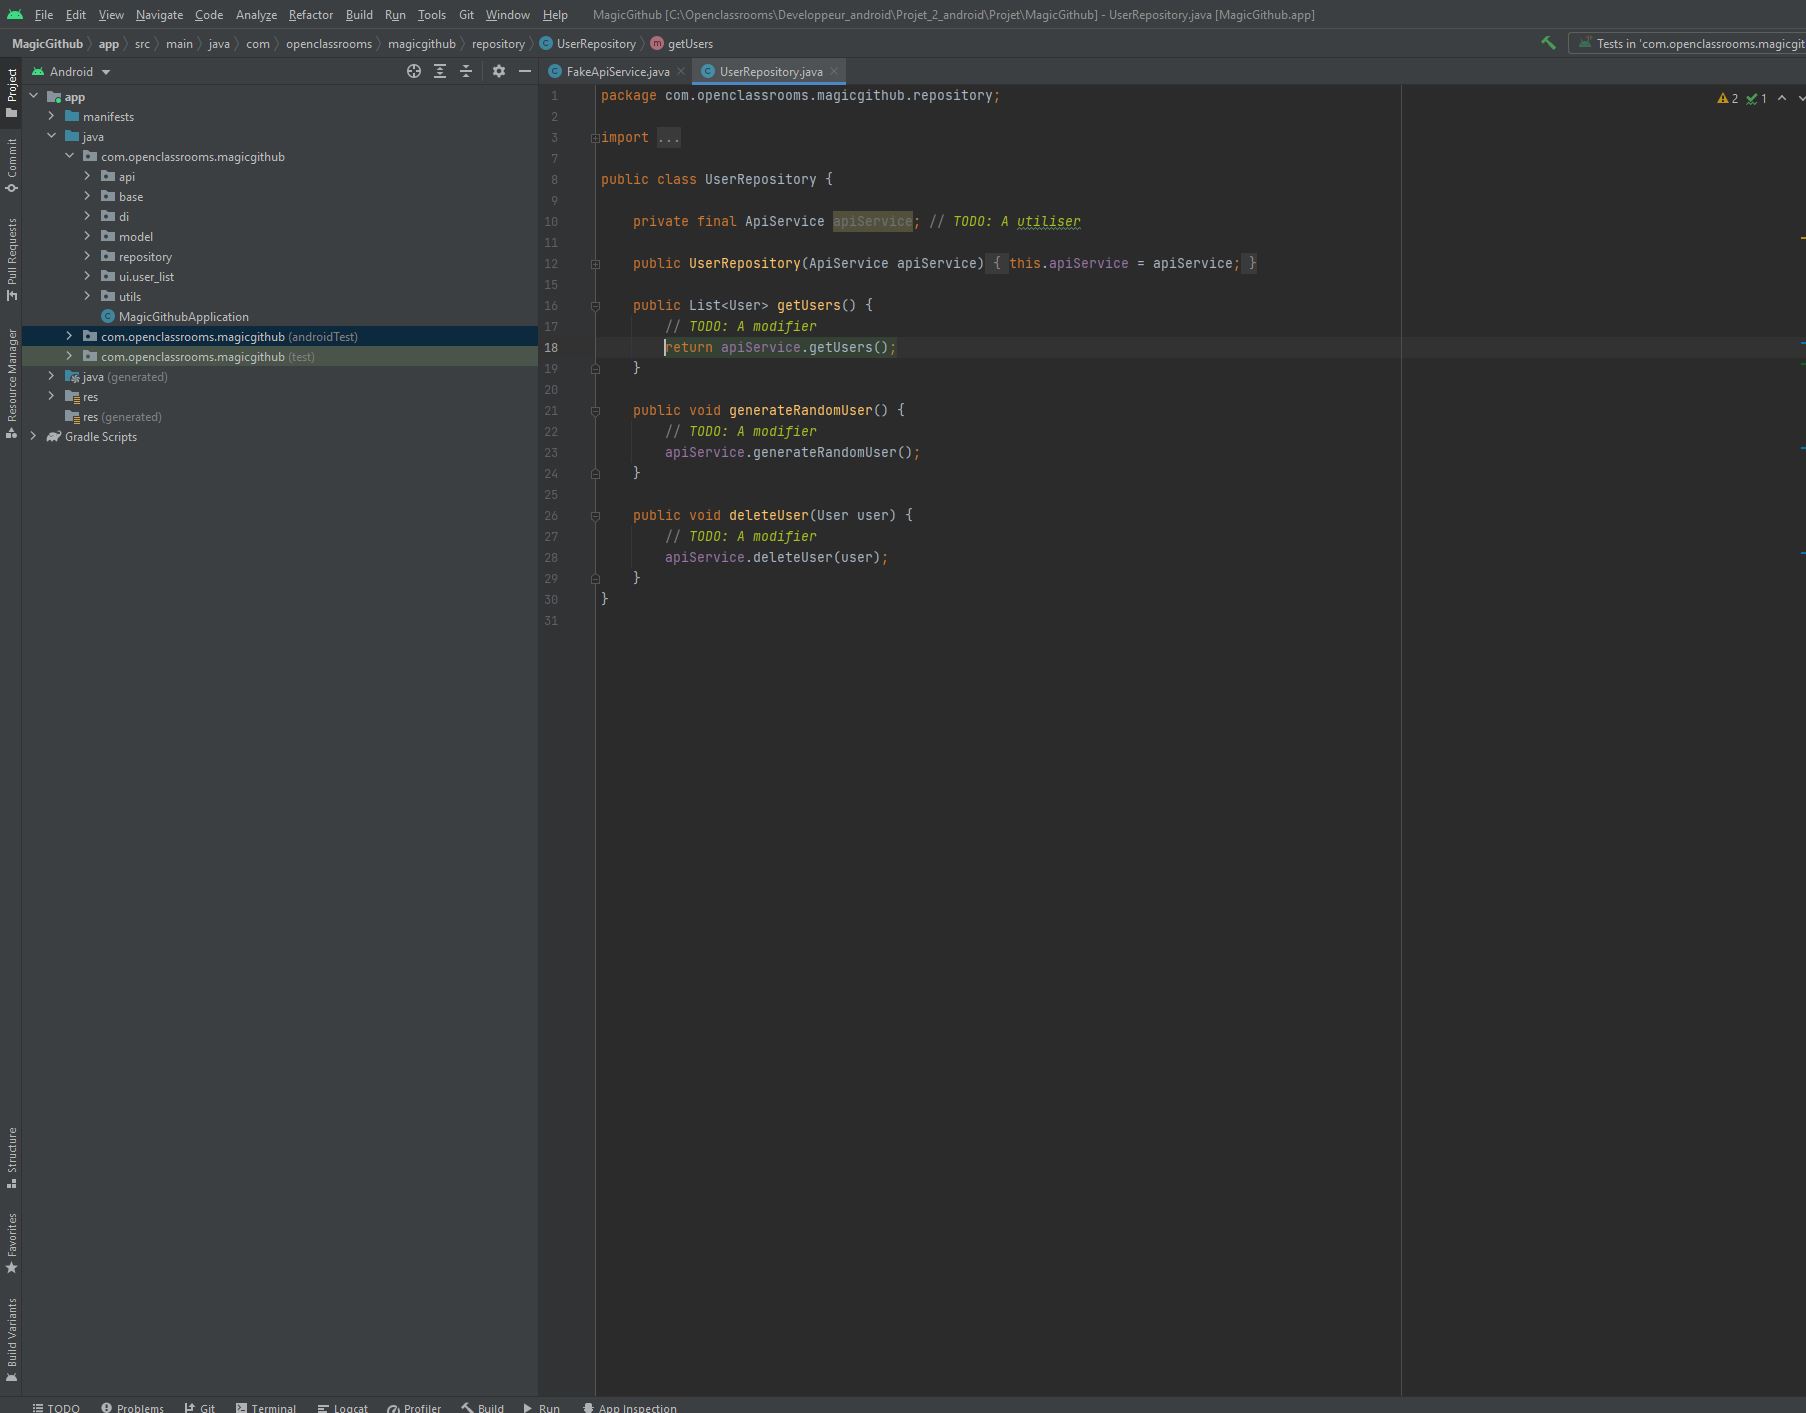 File Edit View Navigate Code Analyze Refactor Build Run Tools Git Window Help MagicGithub [C:\Openclassrooms\Developpeur_android\Projet_2_android\Projet\MagicGithub] - UserRepository.java [MagicGithub.app]
MagicGithub app src main java com openclassrooms magicgithub repository UserRepository getUsers Tests in 'com.openclassrooms.magicgit
Android
FakeApiService.java UserRepository.java
Project
Commit
Pull Requests
Resource Manager
Structure
Favorites
Build Variants
app
manifests
java
com.openclassrooms.magicgithub
api
base
di
model
repository
ui.user_list
utils
MagicGithubApplication
com.openclassrooms.magicgithub (androidTest)
com.openclassrooms.magicgithub (test)
java (generated)
res
res (generated)
Gradle Scripts
2 1
1 package com.openclassrooms.magicgithub.repository;
2
3 import ...
7
8 public class UserRepository {
9
10 private final ApiService apiService; // TODO: A utiliser
11
12 public UserRepository(ApiService apiService) { this.apiService = apiService; }
15
16 public List<User> getUsers() {
17 // TODO: A modifier
18 return apiService.getUsers();
19 }
20
21 public void generateRandomUser() {
22 // TODO: A modifier
23 apiService.generateRandomUser();
24 }
25
26 public void deleteUser(User user) {
27 // TODO: A modifier
28 apiService.deleteUser(user);
29 }
30 }
31
TODO Problems Git Terminal Logcat Profiler Build Run App Inspection